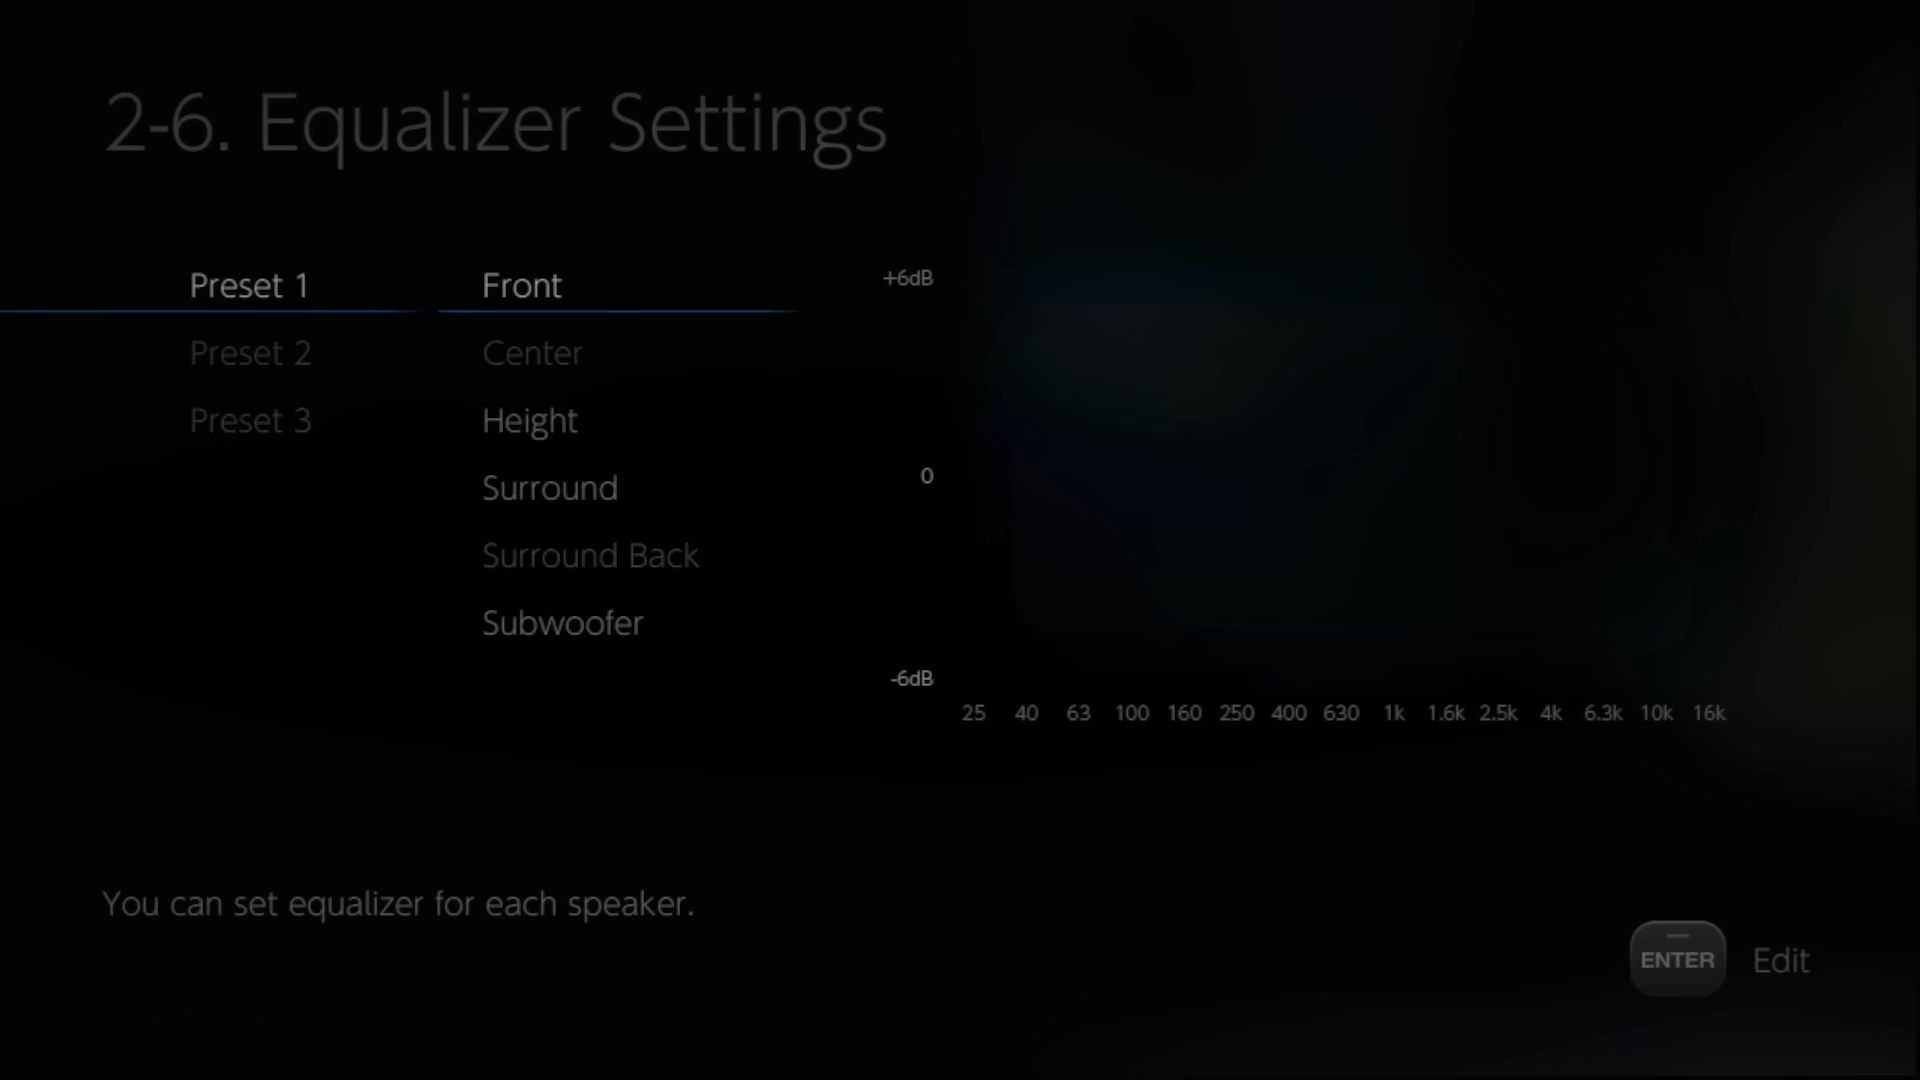 2-6. Equalizer Settings
Preset 1
Preset 2
Preset 3
Front
Center
Height
Surround
Surround Back
Subwoofer
+6dB
0
-6dB
25 40 63 100 160 250 400 630 1k 1.6k 2.5k 4k 6.3k 10k 16k
You can set equalizer for each speaker.
ENTER Edit